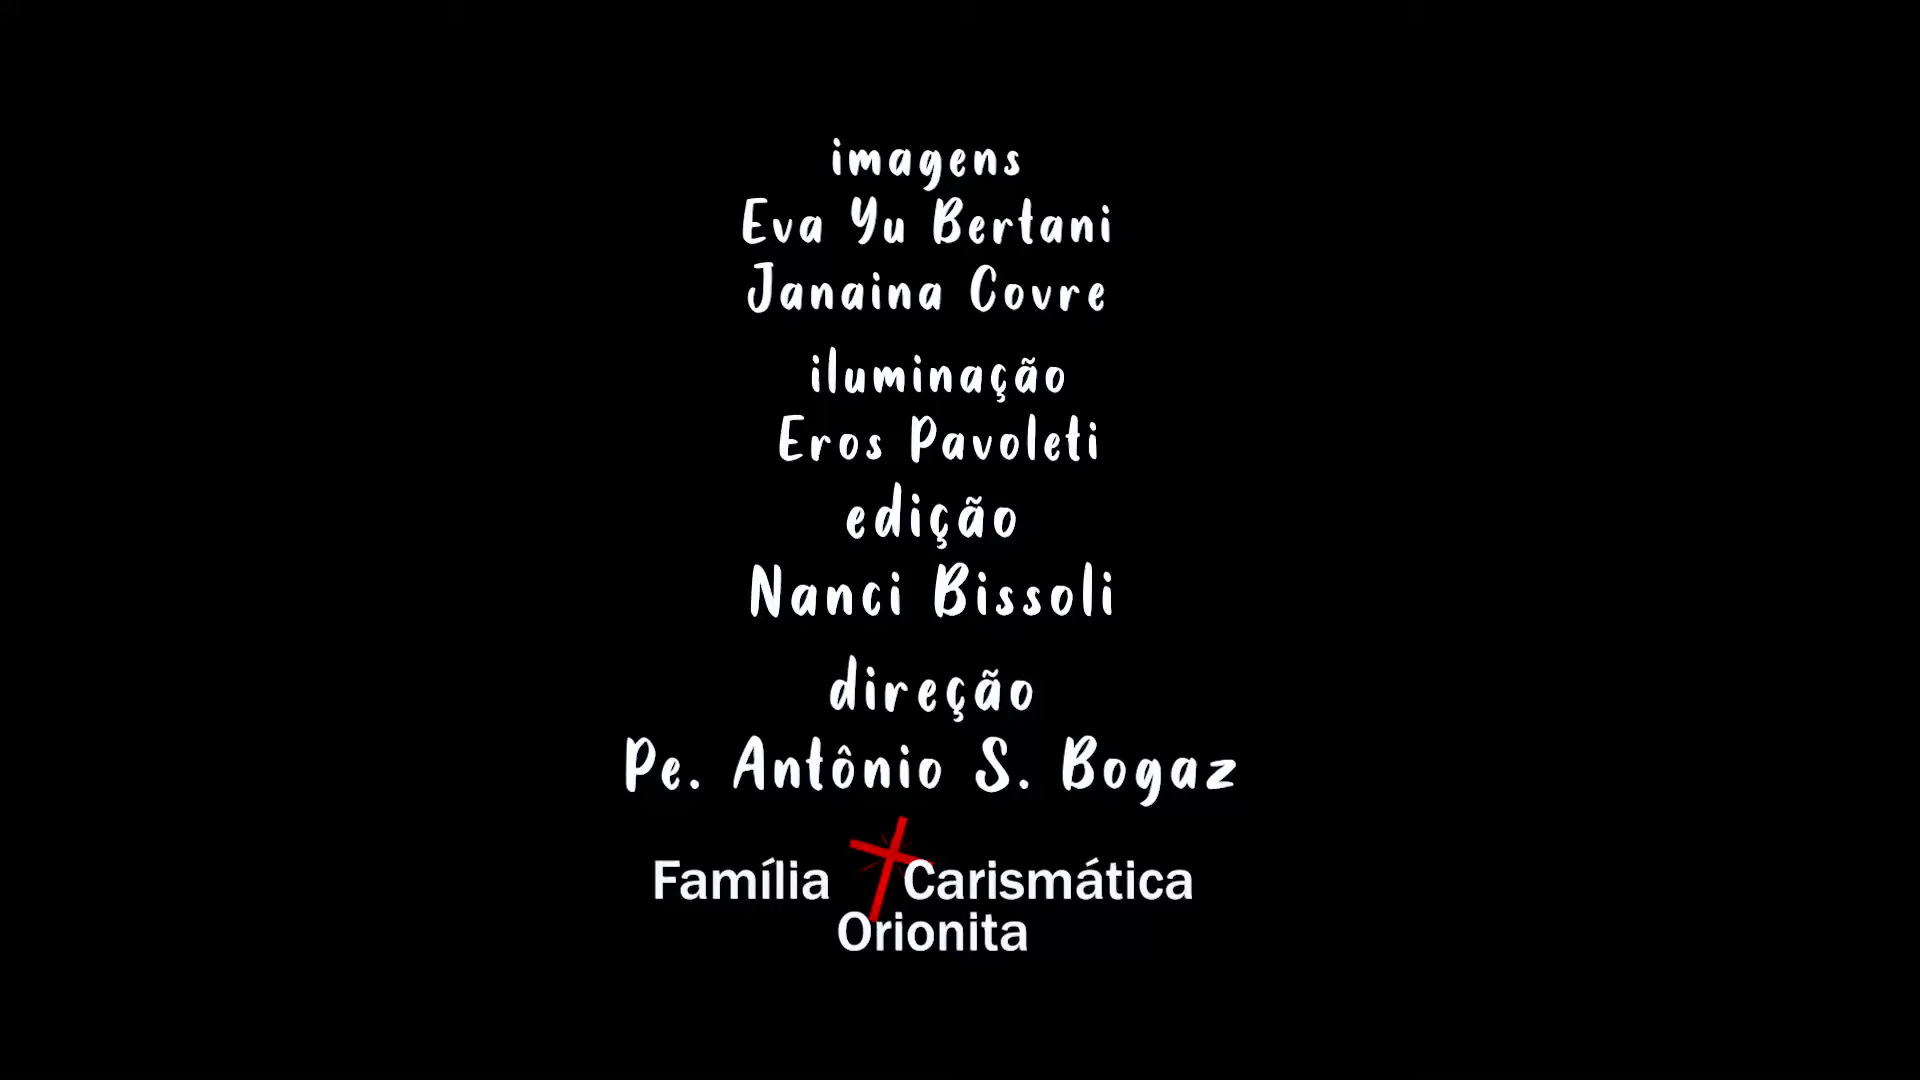 imagens
Eva Yu Bertani
Janaina Covre
iluminação
Eros Pavoleti
edição
Nanci Bissoli
direção
Pe. Antônio S. Bogaz
Família Carismática
Orionita